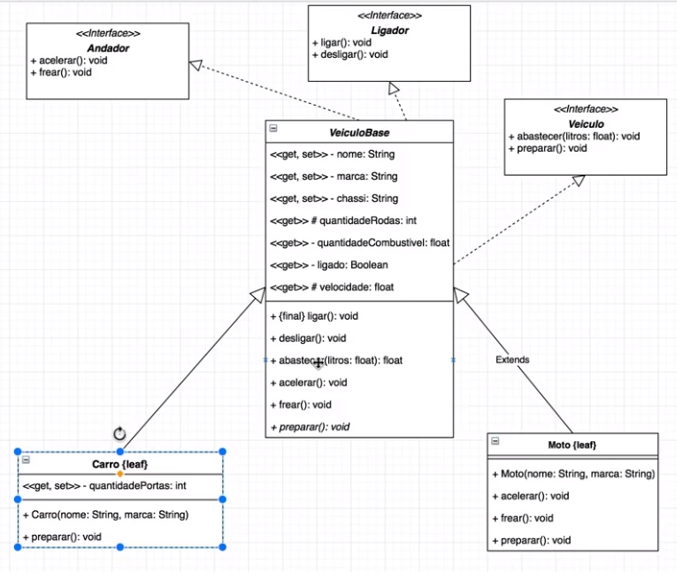 <<Interface>>
Andador
+ acelerar(): void
+ frear(): void
<<Interface>>
Ligador
+ ligar(): void
+ desligar(): void
<<Interface>>
Veiculo
+ abastecer(litros: float): void
+ preparar(): void
VeiculoBase
<<get, set>> - nome: String
<<get, set>> - marca: String
<<get, set>> - chassi: String
<<get>> # quantidadeRodas: int
<<get>> - quantidadeCombustivel: float
<<get>> - ligado: Boolean
<<get>> # velocidade: float
+ {final} ligar(): void
+ desligar(): void
+ abastecer(litros: float): float
+ acelerar(): void
+ frear(): void
+ preparar(): void
Extends
Carro {leaf}
<<get, set>> - quantidadePortas: int
+ Carro(nome: String, marca: String)
+ preparar(): void
Moto {leaf}
+ Moto(nome: String, marca: String)
+ acelerar(): void
+ frear(): void
+ preparar(): void